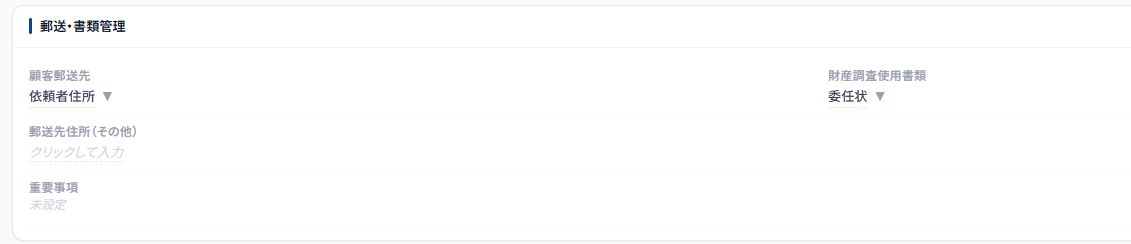 郵送・書類管理
顧客郵送先
依頼者住所 ▼
財産調査使用書類
委任状 ▼
郵送先住所（その他）
クリックして入力
重要事項
未設定